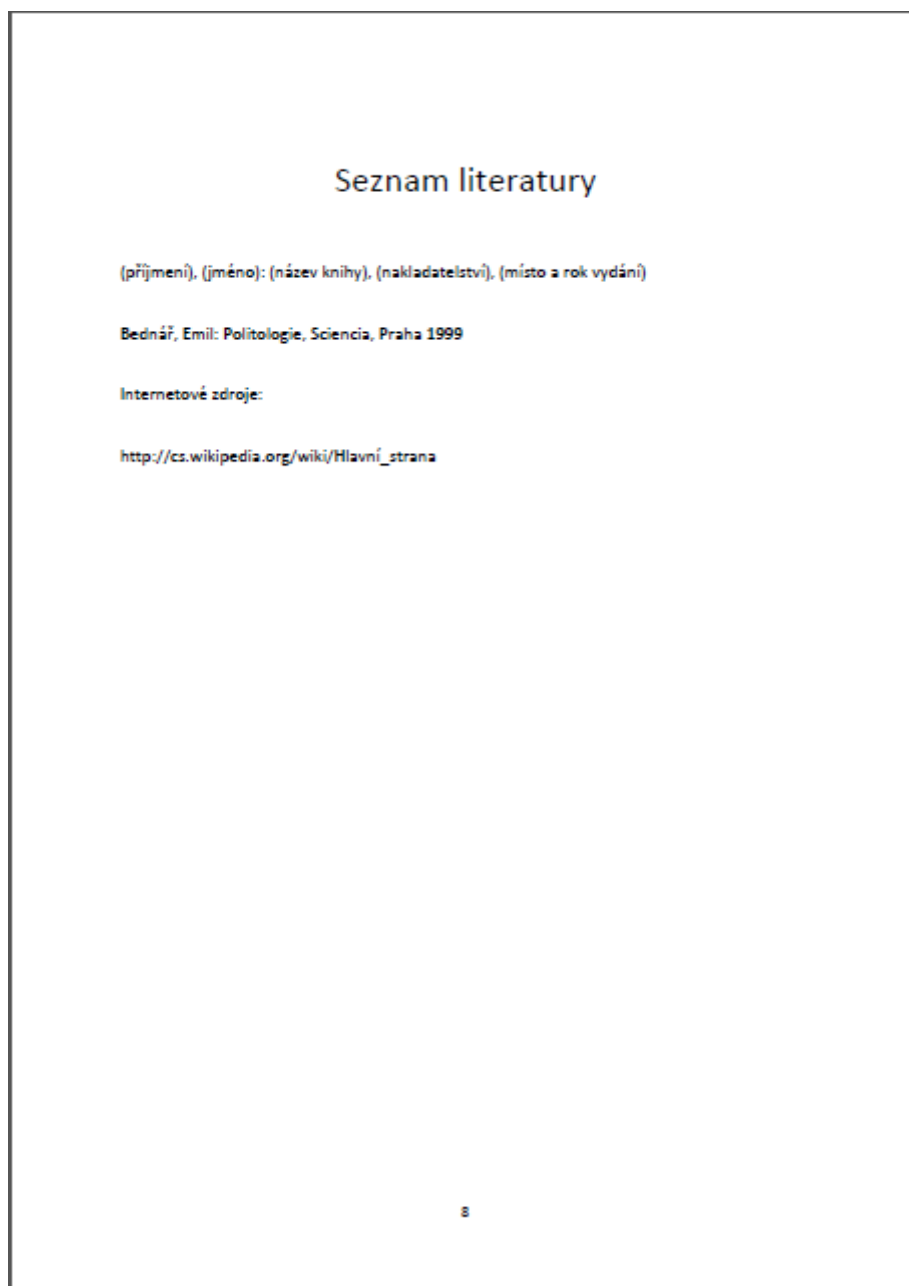 Seznam literatury
(příjmení), (jméno): (název knihy), (nakladatelství), (místo a rok vydání)
Bednář, Emil: Politologie, Sciencia, Praha 1999
Internetové zdroje:
http://cs.wikipedia.org/wiki/Hlavní_strana
8